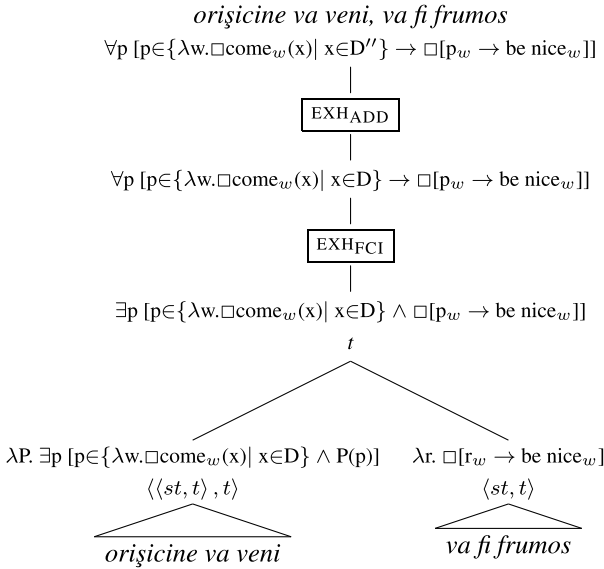 orişicine va veni, va fi frumos
∀p [p∈{λw.□come_w(x)| x∈D′′} → □[p_w → be nice_w]]
EXH_ADD
∀p [p∈{λw.□come_w(x)| x∈D} → □[p_w → be nice_w]]
EXH_FCI
∃p [p∈{λw.□come_w(x)| x∈D} ∧ □[p_w → be nice_w]]
t
λP. ∃p [p∈{λw.□come_w(x)| x∈D} ∧ P(p)] λr. □[r_w → be nice_w]
⟨⟨st, t⟩ , t⟩ ⟨st, t⟩
orişicine va veni va fi frumos